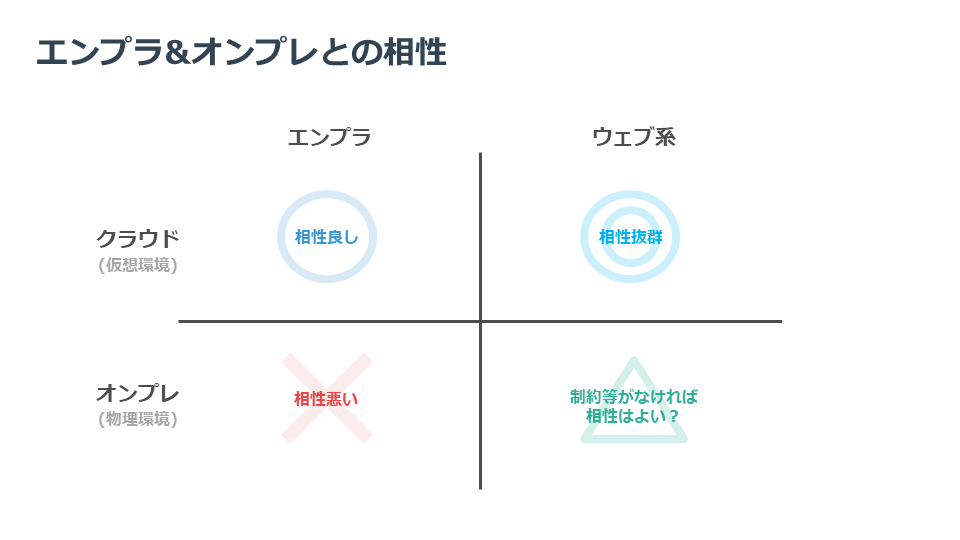 エンプラ&オンプレとの相性
エンプラ
ウェブ系
クラウド
(仮想環境)
相性良し
相性抜群
オンプレ
(物理環境)
相性悪い
制約等がなければ
相性はよい？